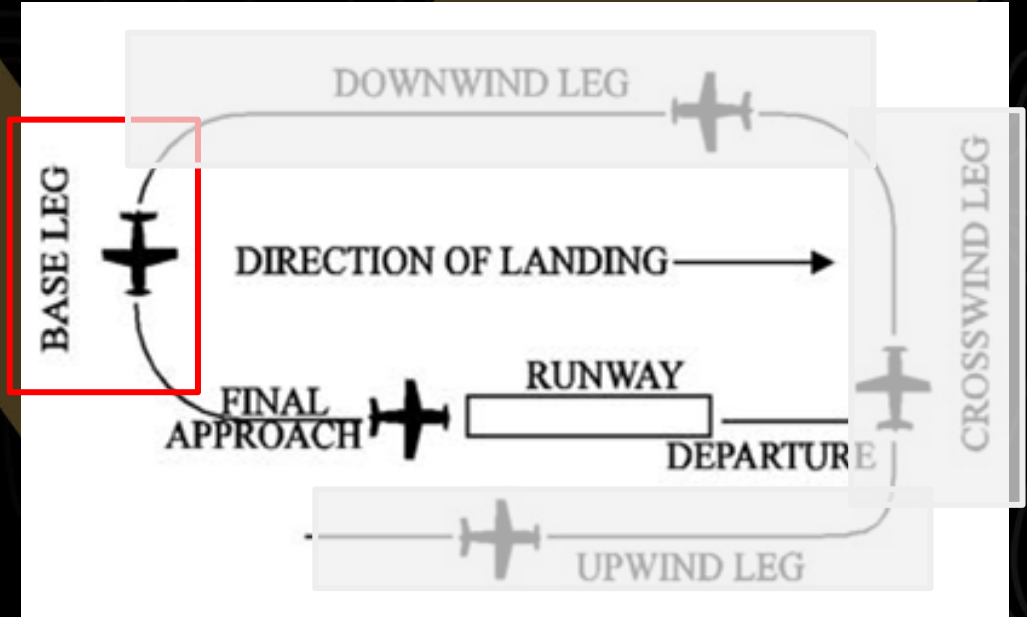 DOWNWIND LEG
BASE LEG
DIRECTION OF LANDING
CROSSWIND LEG
RUNWAY
FINAL
APPROACH
DEPARTURE
UPWIND LEG